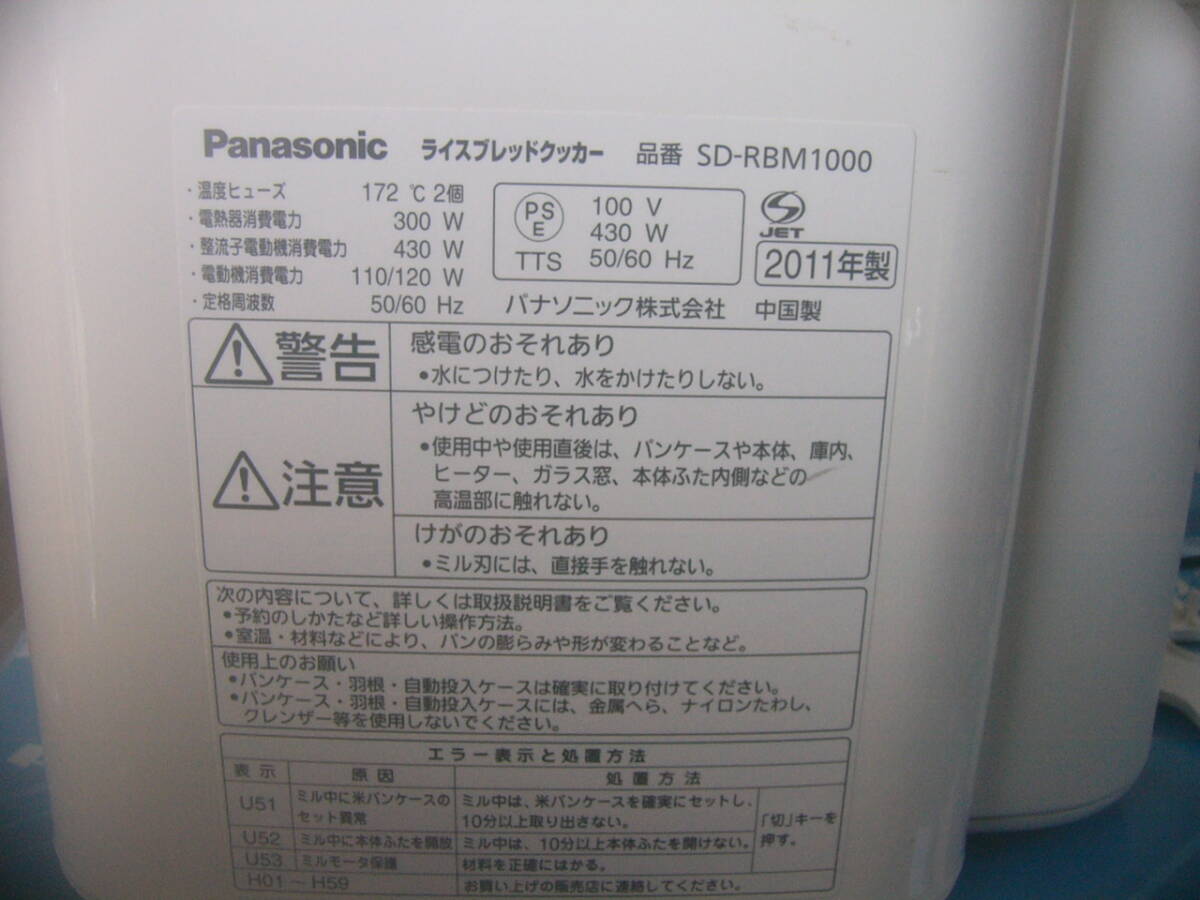 Panasonic ライスブレッドクッカー 品番 SD-RBM1000
・温度ヒューズ 172 ℃ 2個
・電熱器消費電力 300 W
・整流子電動機消費電力 430 W
・電動機消費電力 110/120 W
・定格周波数 50/60 Hz
PS
E
TTS
100 V
430 W
50/60 Hz
JET
2011年製
パナソニック株式会社 中国製
警告
感電のおそれあり
•水につけたり、水をかけたりしない。
注意
やけどのおそれあり
•使用中や使用直後は、パンケースや本体、庫内、
ヒーター、ガラス窓、本体ふた内側などの
高温部に触れない。
けがのおそれあり
•ミル刃には、直接手を触れない。
次の内容について、詳しくは取扱説明書をご覧ください。
•予約のしかたなど詳しい操作方法。
•室温・材料などにより、パンの膨らみや形が変わることなど。
使用上のお願い
•パンケース・羽根・自動投入ケースは確実に取り付けてください。
•パンケース・羽根・自動投入ケースには、金属へら、ナイロンたわし、
クレンザー等を使用しないでください。
エラー表示と処置方法
表示 原因 処置方法
U51 ミル中に米パンケースの
セット異常
ミル中は、米パンケースを確実にセットし、
10分以上取り出さない。
U52 ミル中に本体ふたを開放 ミル中は、10分以上本体ふたを開けない。
U53 ミルモータ保護 材料を正確にはかる。
「切」キーを
押す。
H01～H59 お買い上げの販売店に連絡してください。